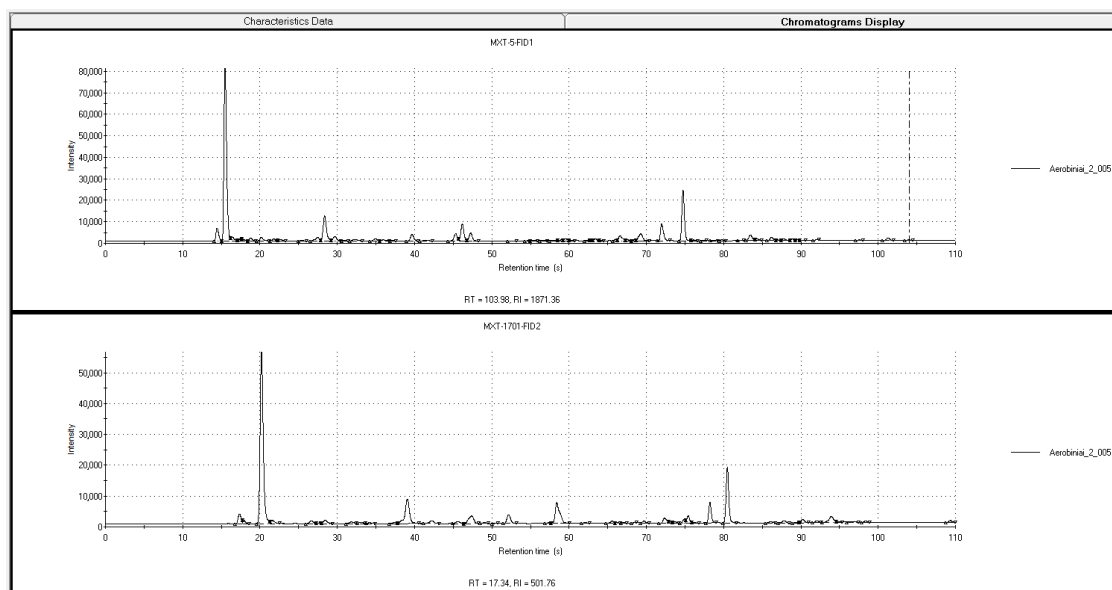 Characteristics Data
Chromatograms Display
MXT-5-FID1
Intensity
80,000
70,000
60,000
50,000
40,000
30,000
20,000
10,000
0
0 10 20 30 40 50 60 70 80 90 100 110
Retention time (s)
Aerobiniai_2_005
RT = 103.98, RI = 1871.36
MXT-1701-FID2
Intensity
50,000
40,000
30,000
20,000
10,000
0
0 10 20 30 40 50 60 70 80 90 100 110
Retention time (s)
Aerobiniai_2_005
RT = 17.34, RI = 501.76